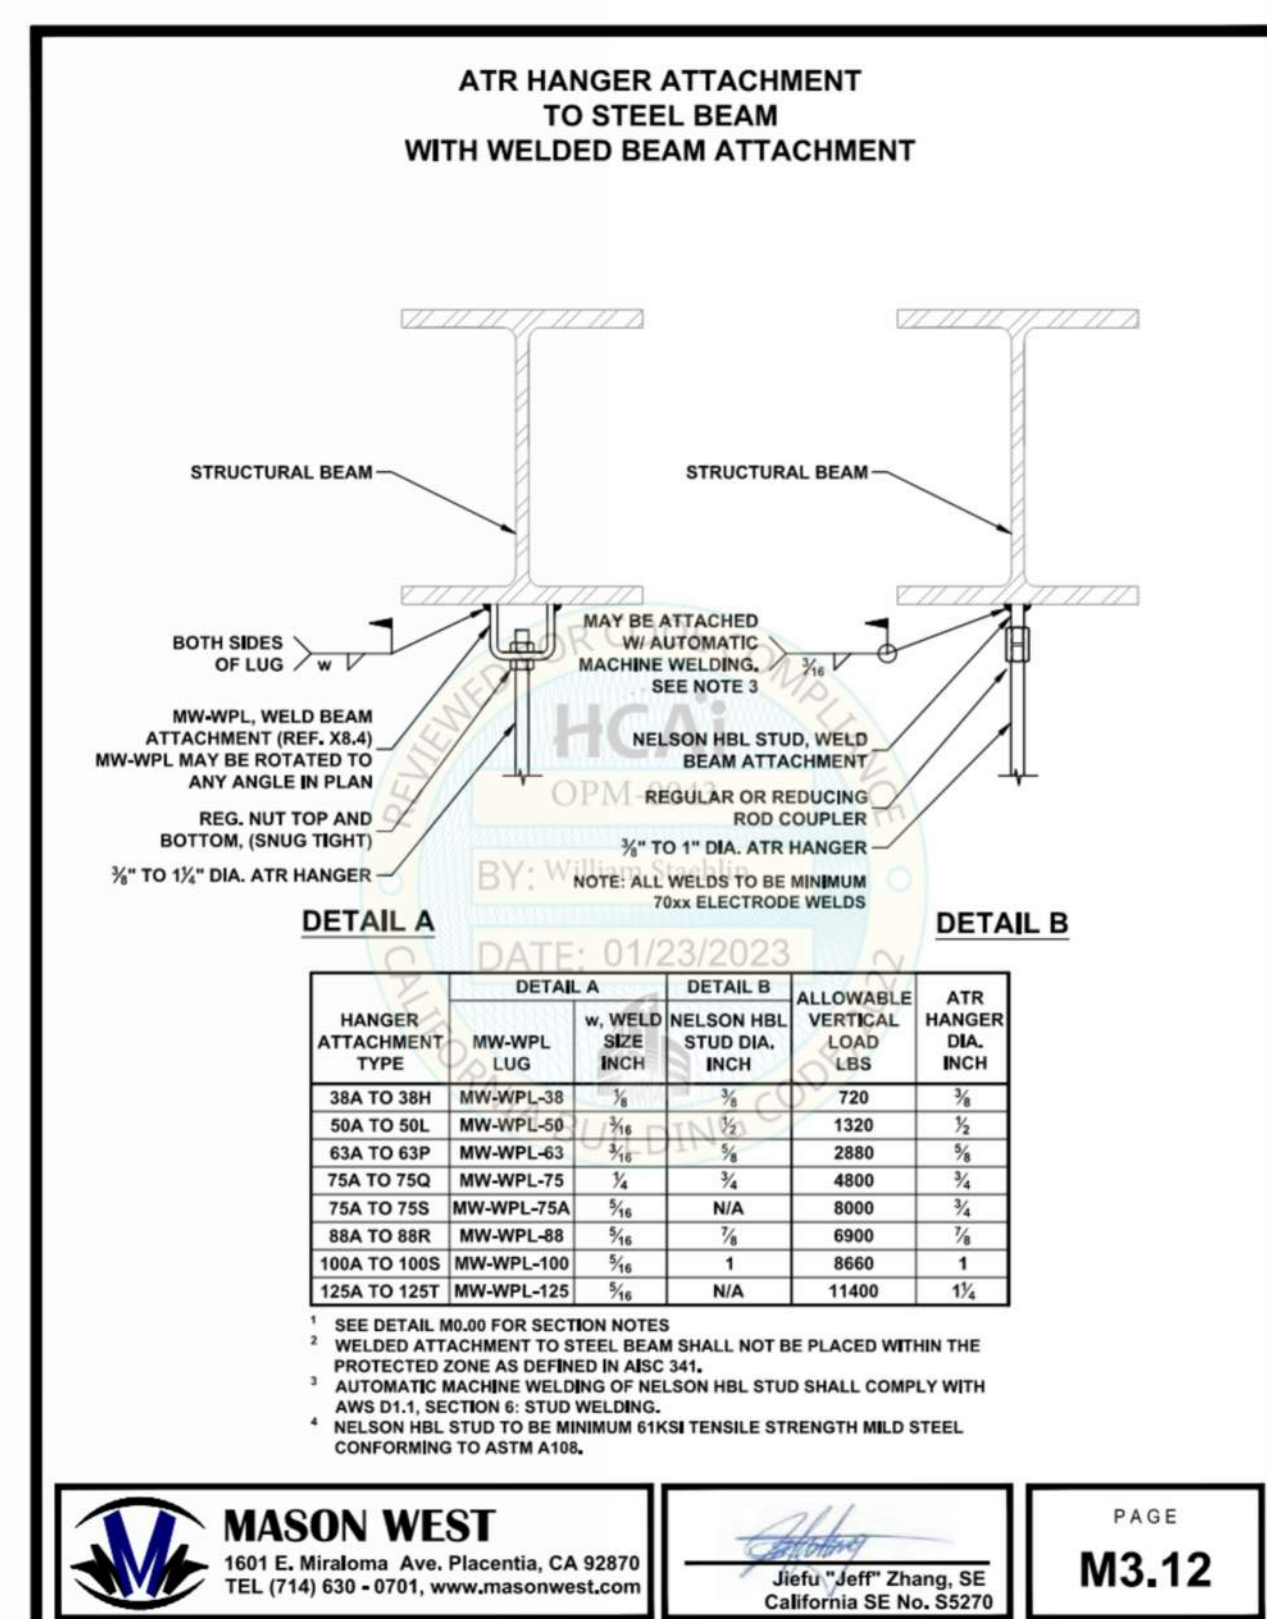 ATR HANGER ATTACHMENT
TO STEEL BEAM
WITH WELDED BEAM ATTACHMENT
STRUCTURAL BEAM
BOTH SIDES
OF LUG
w
MW-WPL, WELD BEAM
ATTACHMENT (REF. X8.4)
MW-WPL MAY BE ROTATED TO
ANY ANGLE IN PLAN
REG. NUT TOP AND
BOTTOM, (SNUG TIGHT)
⅜" TO 1¼" DIA. ATR HANGER
DETAIL A
STRUCTURAL BEAM
MAY BE ATTACHED
W/ AUTOMATIC
MACHINE WELDING.
SEE NOTE 3
3/16
NELSON HBL STUD, WELD
BEAM ATTACHMENT
REGULAR OR REDUCING
ROD COUPLER
⅜" TO 1" DIA. ATR HANGER
NOTE: ALL WELDS TO BE MINIMUM
70xx ELECTRODE WELDS
DETAIL B
REVIEWED FOR CODE COMPLIANCE
HCAi
OPM-0043
BY: William Staehlin
DATE: 01/23/2023
CALIFORNIA BUILDING CODE 2022
HANGER ATTACHMENT TYPE | DETAIL A MW-WPL LUG | DETAIL A w, WELD SIZE INCH | DETAIL B NELSON HBL STUD DIA. INCH | ALLOWABLE VERTICAL LOAD LBS | ATR HANGER DIA. INCH
38A TO 38H MW-WPL-38 ⅛ ⅜ 720 ⅜
50A TO 50L MW-WPL-50 3/16 ½ 1320 ½
63A TO 63P MW-WPL-63 3/16 ⅝ 2880 ⅝
75A TO 75Q MW-WPL-75 ¼ ¾ 4800 ¾
75A TO 75S MW-WPL-75A 5/16 N/A 8000 ¾
88A TO 88R MW-WPL-88 5/16 ⅞ 6900 ⅞
100A TO 100S MW-WPL-100 5/16 1 8660 1
125A TO 125T MW-WPL-125 5/16 N/A 11400 1¼
1 SEE DETAIL M0.00 FOR SECTION NOTES
2 WELDED ATTACHMENT TO STEEL BEAM SHALL NOT BE PLACED WITHIN THE
PROTECTED ZONE AS DEFINED IN AISC 341.
3 AUTOMATIC MACHINE WELDING OF NELSON HBL STUD SHALL COMPLY WITH
AWS D1.1, SECTION 6: STUD WELDING.
4 NELSON HBL STUD TO BE MINIMUM 61KSI TENSILE STRENGTH MILD STEEL
CONFORMING TO ASTM A108.
MASON WEST
1601 E. Miraloma Ave. Placentia, CA 92870
TEL (714) 630 - 0701, www.masonwest.com
Jiefu "Jeff" Zhang, SE
California SE No. S5270
PAGE
M3.12